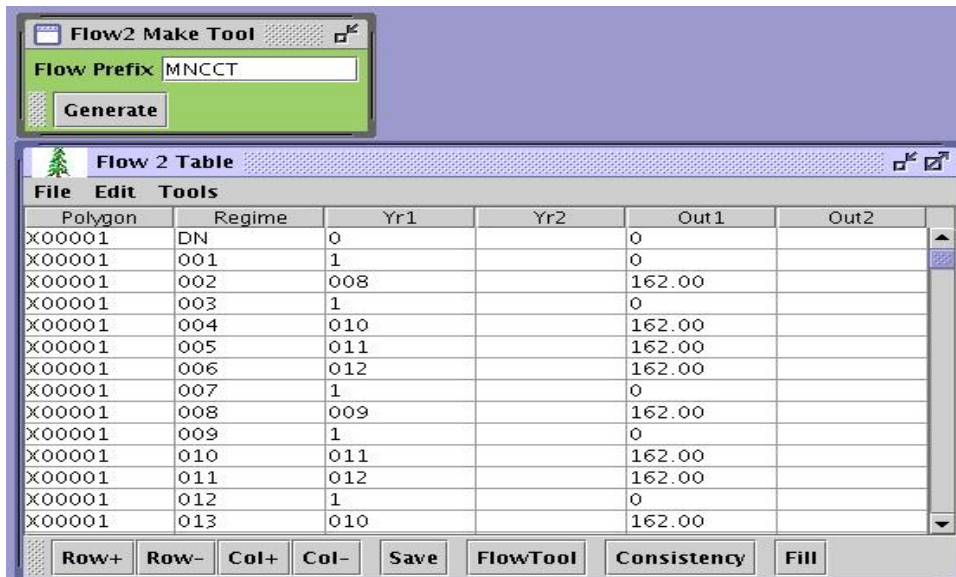 Flow2 Make Tool
Flow Prefix MNCCT
Generate
Flow 2 Table
File Edit Tools
Polygon Regime Yr1 Yr2 Out1 Out2
X00001 DN 0 0
X00001 001 1 0
X00001 002 008 162.00
X00001 003 1 0
X00001 004 010 162.00
X00001 005 011 162.00
X00001 006 012 162.00
X00001 007 1 0
X00001 008 009 162.00
X00001 009 1 0
X00001 010 011 162.00
X00001 011 012 162.00
X00001 012 1 0
X00001 013 010 162.00
Row+ Row- Col+ Col- Save FlowTool Consistency Fill